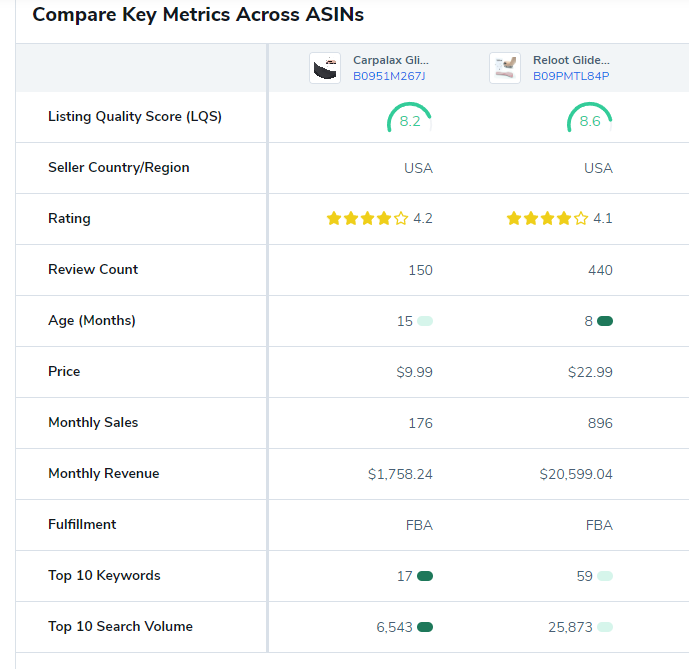 Compare Key Metrics Across ASINs
Carpalax Gli... Reloot Glide...
B0951M267J B09PMTL84P
Listing Quality Score (LQS) 8.2 8.6
Seller Country/Region USA USA
Rating 4.2 4.1
Review Count 150 440
Age (Months) 15 8
Price $9.99 $22.99
Monthly Sales 176 896
Monthly Revenue $1,758.24 $20,599.04
Fulfillment FBA FBA
Top 10 Keywords 17 59
Top 10 Search Volume 6,543 25,873